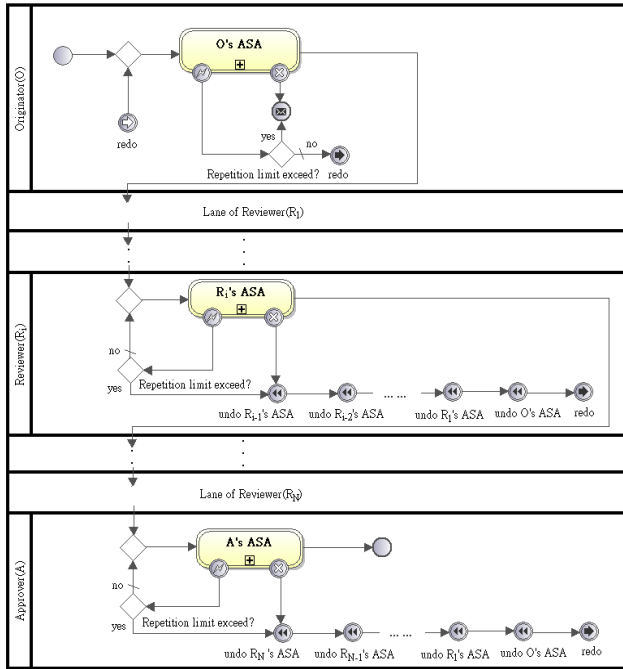 Originator(O)
O's ASA
redo
yes
no
Repetition limit exceed?
redo
Lane of Reviewer(R1)
Reviewer(Ri)
Ri's ASA
no
yes
Repetition limit exceed?
undo Ri-1's ASA
undo Ri-2's ASA
... ...
undo R1's ASA
undo O's ASA
redo
Lane of Reviewer(RN)
Approver(A)
A's ASA
no
yes
Repetition limit exceed?
undo RN 's ASA
undo RN-1's ASA
... ...
undo R1's ASA
undo O's ASA
redo